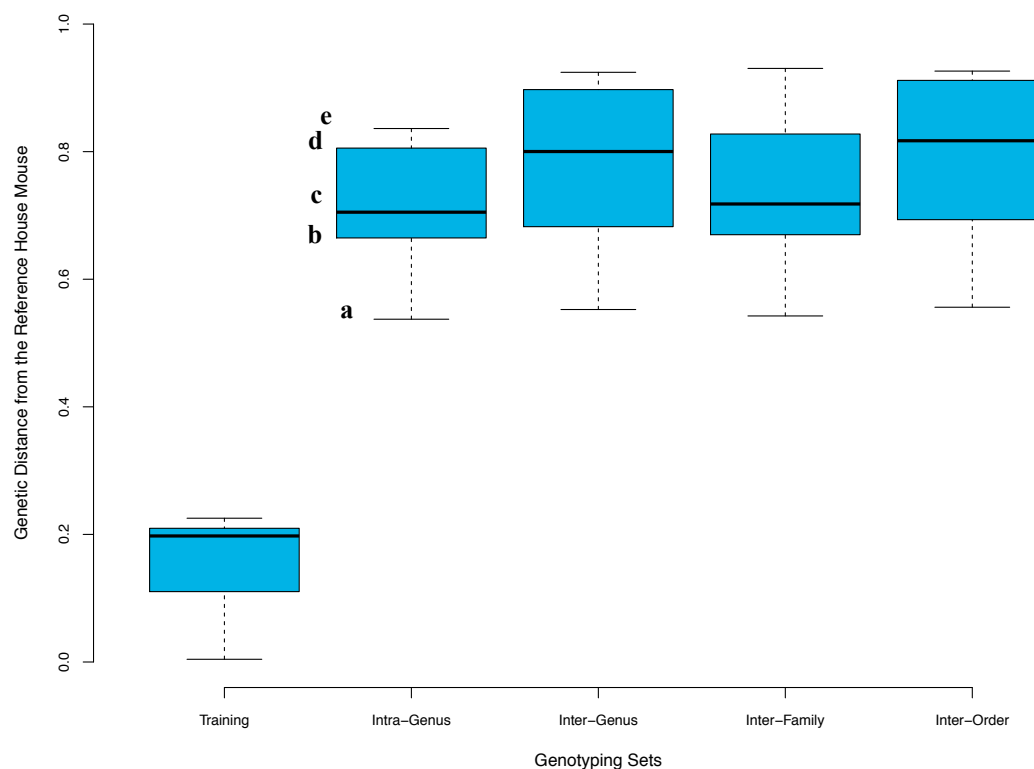 Genetic Distance from the Reference House Mouse
1.0
0.8
0.6
0.4
0.2
0.0
e
d
c
b
a
Training
Intra−Genus
Inter−Genus
Inter−Family
Inter−Order
Genotyping Sets